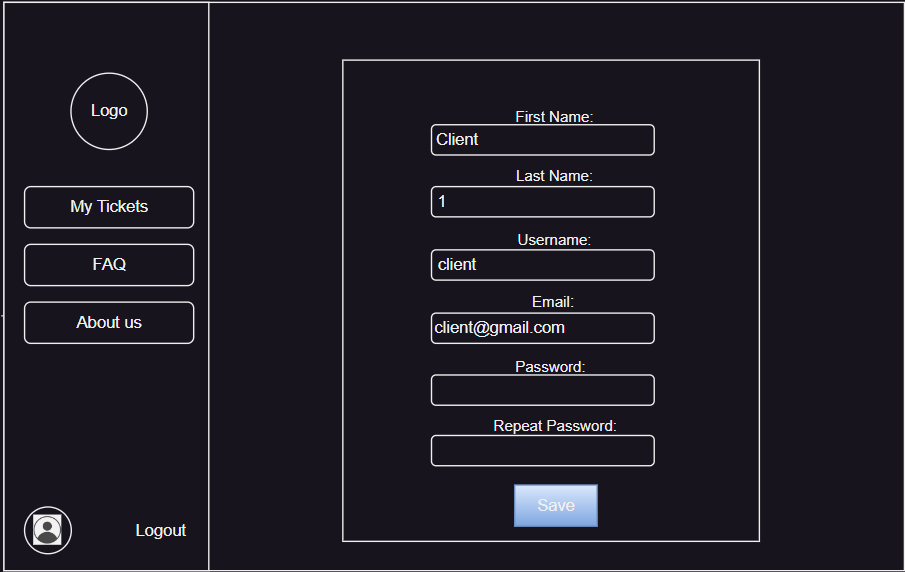 Logo
My Tickets
FAQ
About us
Logout
First Name:
Client
Last Name:
1
Username:
client
Email:
client@gmail.com
Password:
Repeat Password:
Save